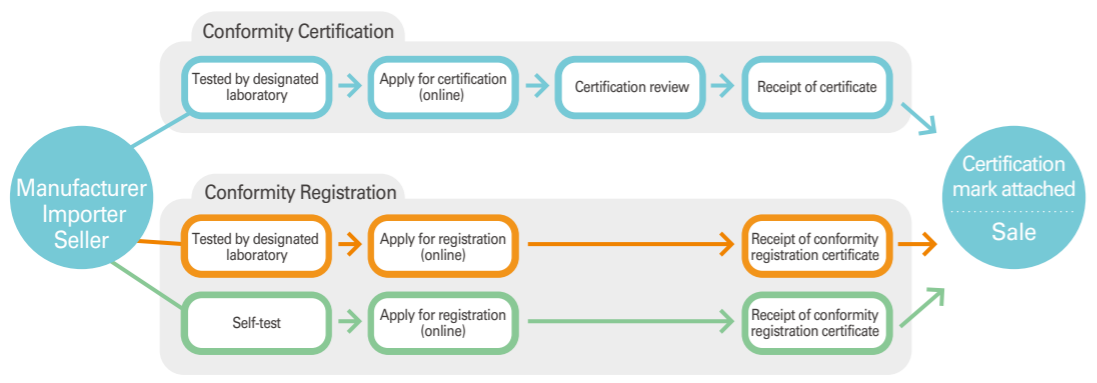 Conformity Certification
Tested by designated
laboratory
Apply for certification
(online)
Certification review
Receipt of certificate
Manufacturer
Importer
Seller
Conformity Registration
Tested by designated
laboratory
Apply for registration
(online)
Receipt of conformity
registration certificate
Self-test
Apply for registration
(online)
Receipt of conformity
registration certificate
Certification
mark attached
Sale